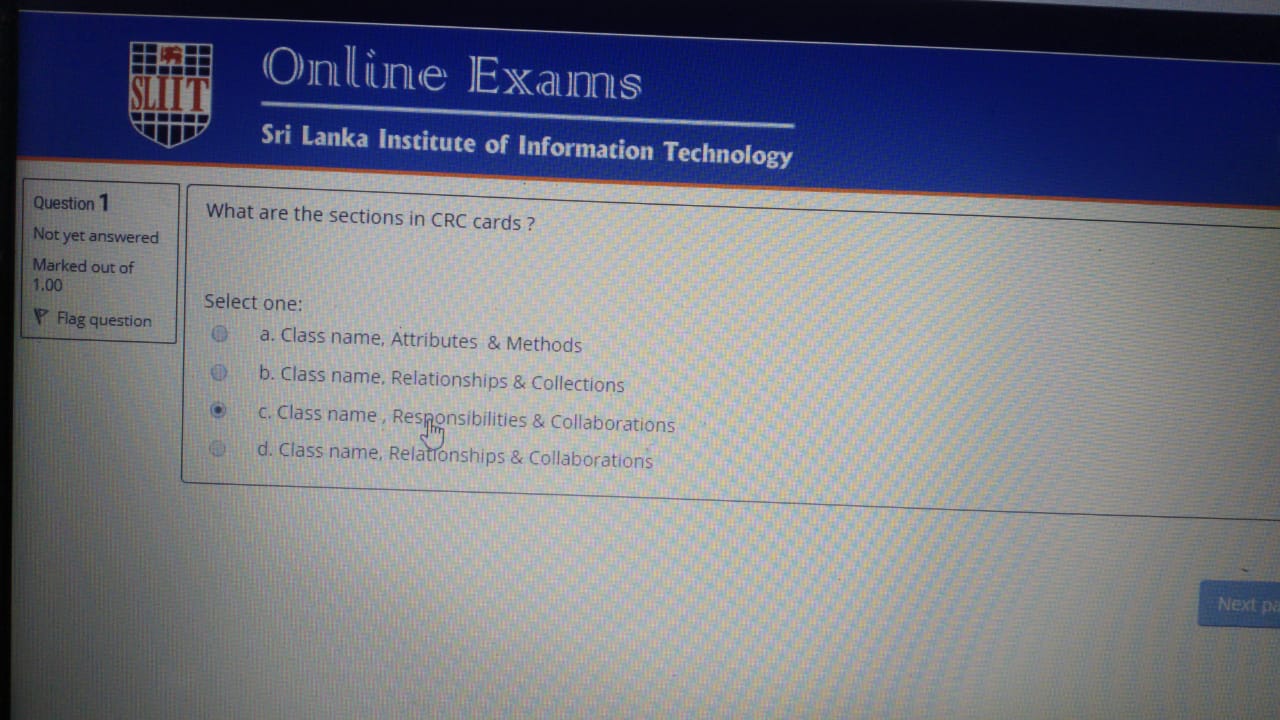 SLIIT
Online Exams
Sri Lanka Institute of Information Technology
Question 1
Not yet answered
Marked out of
1.00
Flag question
What are the sections in CRC cards ?
Select one:
a. Class name, Attributes & Methods
b. Class name, Relationships & Collections
c. Class name , Responsibilities & Collaborations
d. Class name, Relationships & Collaborations
Next